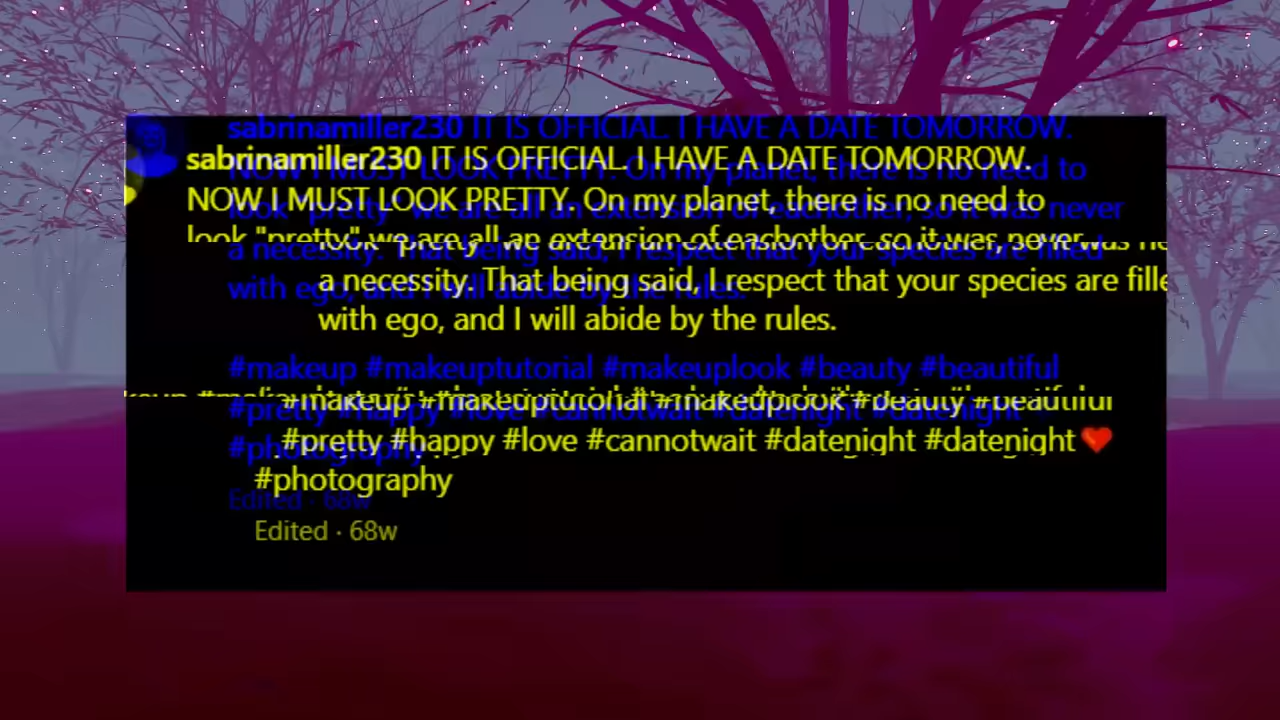 sabrinamiller230 IT IS OFFICIAL. I HAVE A DATE TOMORROW.
NOW I MUST LOOK PRETTY. On my planet, there is no need to
look "pretty" we are all an extension of eachother, so it was never
a necessity. That being said, I respect that your species are filled
with ego, and I will abide by the rules.
#makeup #makeuptutorial #makeuplook #beauty #beautiful
#pretty #happy #love #cannotwait #datenight #datenight❤️
#photography
Edited · 68w